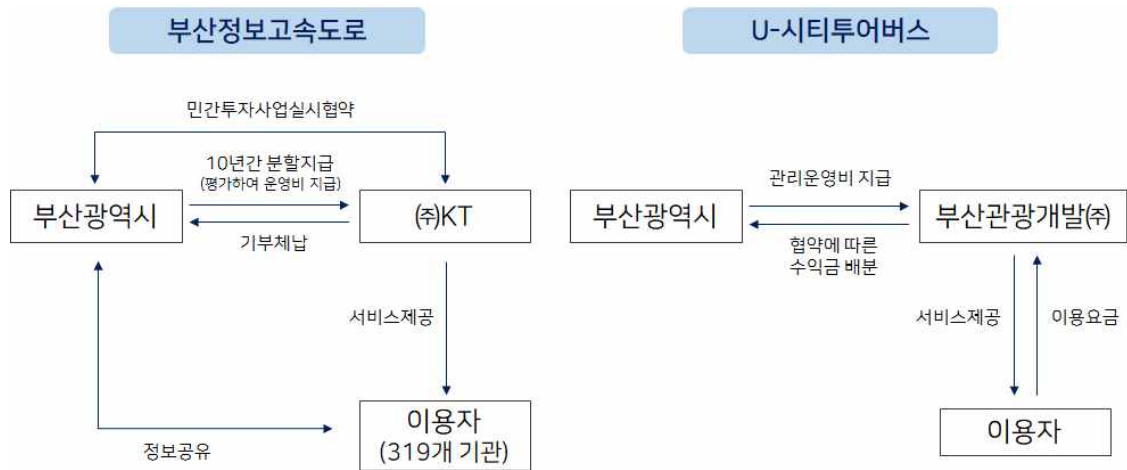 부산정보고속도로
민간투자사업실시협약
10년간 분할지급
(평가하여 운영비 지급)
부산광역시
㈜KT
기부체납
서비스제공
이용자
(319개 기관)
정보공유
U-시티투어버스
관리운영비 지급
부산광역시
부산관광개발㈜
협약에 따른
수익금 배분
서비스제공
이용요금
이용자